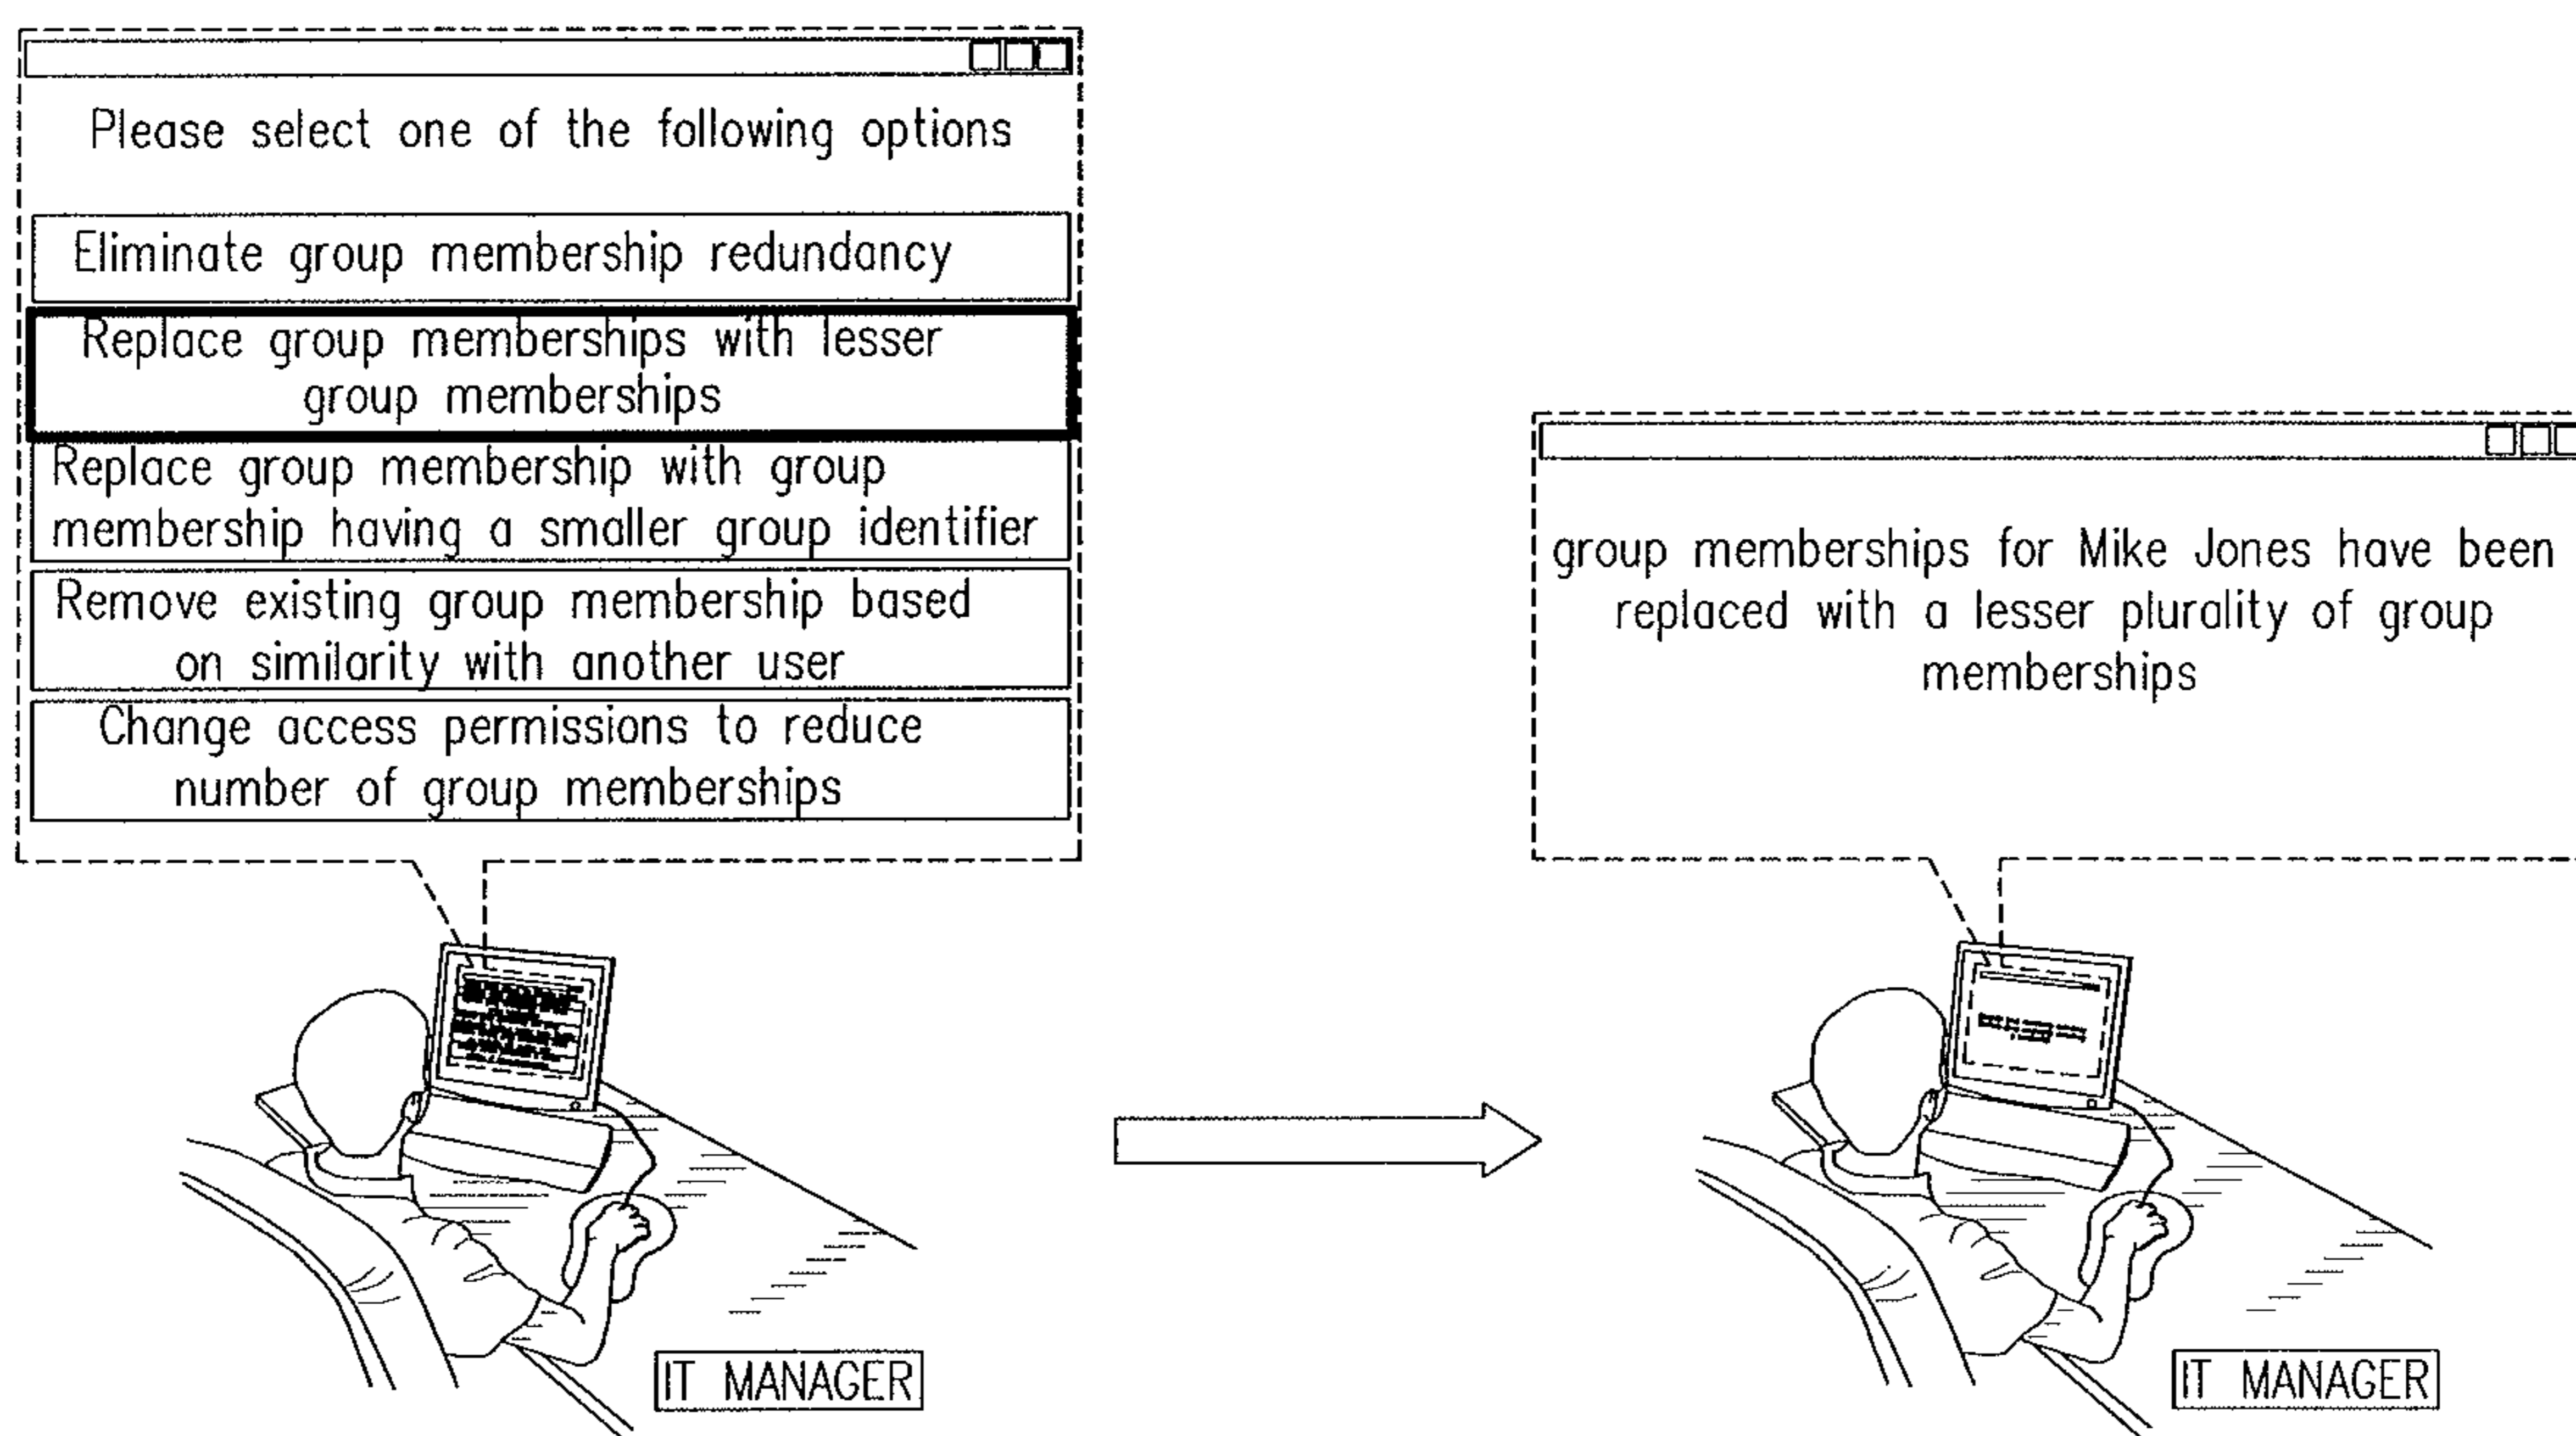 Please select one of the following options
Eliminate group membership redundancy
Replace group memberships with lesser
group memberships
Replace group membership with group
membership having a smaller group identifier
Remove existing group membership based
on similarity with another user
Change access permissions to reduce
number of group memberships
IT MANAGER
group memberships for Mike Jones have been
replaced with a lesser plurality of group
memberships
IT MANAGER